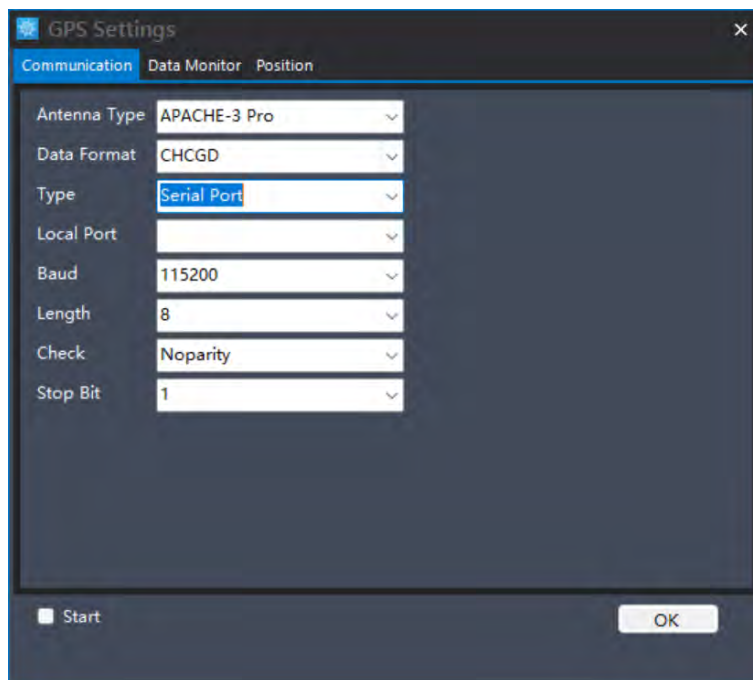 GPS Settings
Communication Data Monitor Position
Antenna Type APACHE-3 Pro
Data Format CHCGD
Type Serial Port
Local Port
Baud 115200
Length 8
Check Noparity
Stop Bit 1
Start OK